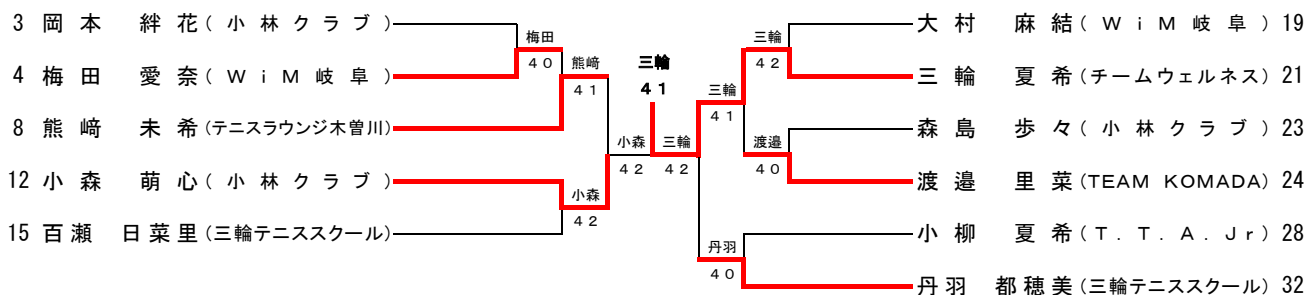 3 岡本 絆花(小林クラブ)
4 梅田 愛奈(WiM岐阜)
8 熊﨑 未希(テニスラウンジ木曽川)
12 小森 萌心(小林クラブ)
15 百瀬 日菜里(三輪テニススクール)
梅田
40
熊﨑
41
小森
42
小森
42
三輪
41
三輪
42
三輪
41
三輪
42
渡邉
40
丹羽
40
大村 麻結(WiM岐阜) 19
三輪 夏希(チームウェルネス) 21
森島 歩々(小林クラブ) 23
渡邉 里菜(TEAM KOMADA) 24
小柳 夏希(T.T.A.Jr) 28
丹羽 都穂美(三輪テニススクール) 32